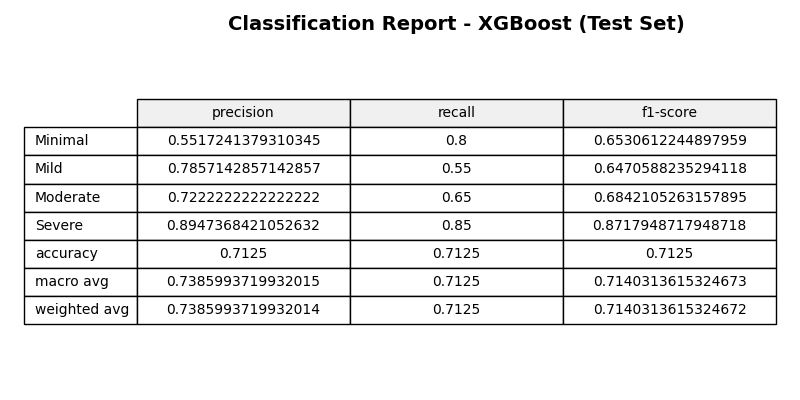 Classification Report - XGBoost (Test Set)
precision recall f1-score
Minimal 0.5517241379310345 0.8 0.6530612244897959
Mild 0.7857142857142857 0.55 0.6470588235294118
Moderate 0.7222222222222222 0.65 0.6842105263157895
Severe 0.8947368421052632 0.85 0.8717948717948718
accuracy 0.7125 0.7125 0.7125
macro avg 0.7385993719932015 0.7125 0.7140313615324673
weighted avg 0.7385993719932014 0.7125 0.7140313615324672